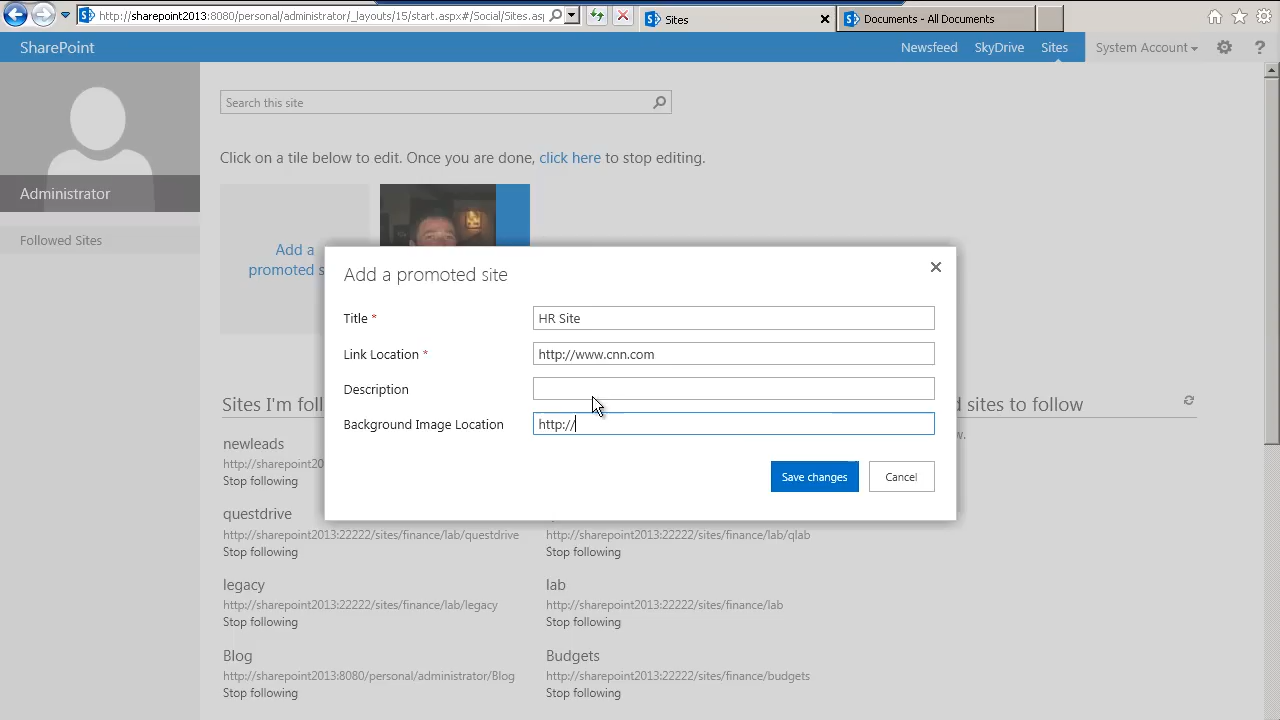 http://sharepoint2013:8080/personal/administrator/_layouts/15/start.aspx#/Social/Sites.asp
Sites
Documents - All Documents
SharePoint
Newsfeed
SkyDrive
Sites
System Account
?
Search this site
Click on a tile below to edit. Once you are done, click here to stop editing.
Administrator
Followed Sites
Add a
promoted s
Add a promoted site
Title *
HR Site
Link Location *
http://www.cnn.com
Description
Background Image Location
http://
Save changes
Cancel
Sites I'm foll
d sites to follow
w.
newleads
http://sharepoint20
Stop following
questdrive
http://sharepoint2013:22222/sites/finance/lab/questdrive
Stop following
http://sharepoint2013:22222/sites/finance/lab/qlab
Stop following
legacy
http://sharepoint2013:22222/sites/finance/lab/legacy
Stop following
lab
http://sharepoint2013:22222/sites/finance/lab
Stop following
Blog
http://sharepoint2013:8080/personal/administrator/Blog
Stop following
Budgets
http://sharepoint2013:22222/sites/finance/budgets
Stop following